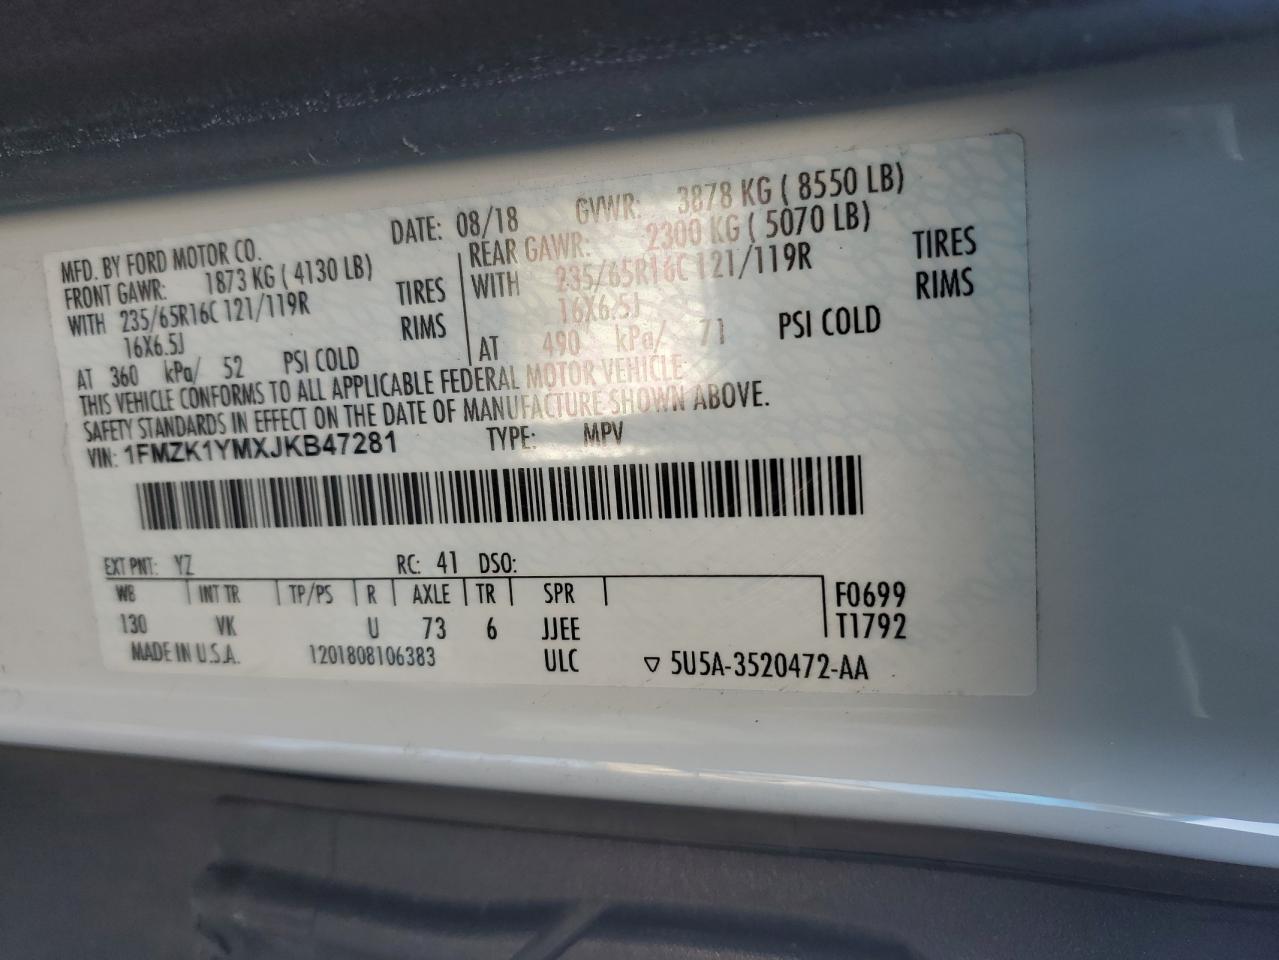 MFD. BY FORD MOTOR CO. DATE: 08/18 GVWR: 3878 KG ( 8550 LB)
FRONT GAWR: 1873 KG ( 4130 LB) REAR GAWR: 2300 KG ( 5070 LB)
WITH 235/65R16C 121/119R TIRES WITH 235/65R16C 121/119R TIRES
16X6.5J RIMS 16X6.5J RIMS
AT 360 kPa/ 52 PSI COLD AT 490 kPa/ 71 PSI COLD
THIS VEHICLE CONFORMS TO ALL APPLICABLE FEDERAL MOTOR VEHICLE
SAFETY STANDARDS IN EFFECT ON THE DATE OF MANUFACTURE SHOWN ABOVE.
VIN: 1FMZK1YMXJKB47281 TYPE: MPV
EXT PNT: YZ RC: 41 DSO:
WB INT TR TP/PS R AXLE TR SPR F0699
130 VK U 73 6 JJEE T1792
MADE IN U.S.A. 1201808106383 ULC ▽ 5U5A-3520472-AA